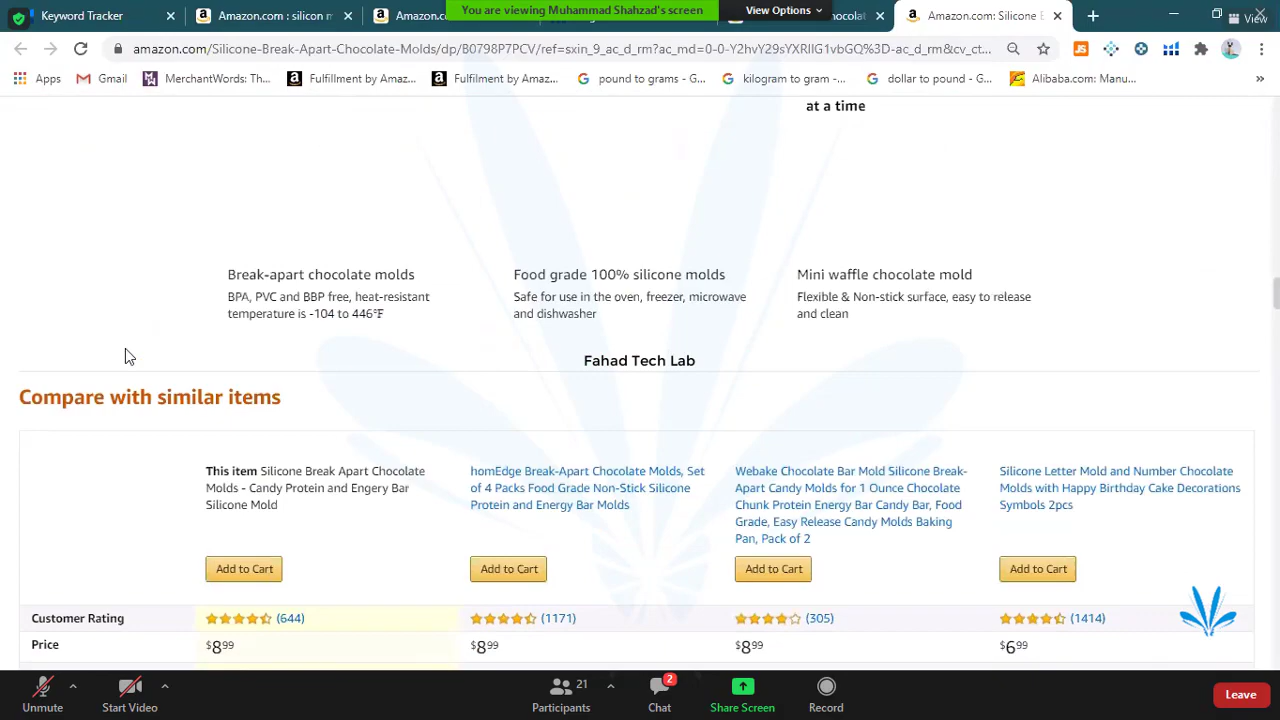 You are viewing Muhammad Shahzad's screen
View Options
View
Keyword Tracker
Amazon.com : silicon m
Amazon.co
Amazon.com: Silicone E
amazon.com/Silicone-Break-Apart-Chocolate-Molds/dp/B0798P7PCV/ref=sxin_9_ac_d_rm?ac_md=0-0-Y2hvY29sYXRlIG1vbGQ%3D-ac_d_rm&cv_ct...
Apps
Gmail
MerchantWords: Th...
Fulfillment by Amaz...
Fulfilment by Amaz...
pound to grams - G...
kilogram to gram -...
dollar to pound - G...
Alibaba.com: Manu...
»
at a time
Break-apart chocolate molds
Food grade 100% silicone molds
Mini waffle chocolate mold
BPA, PVC and BBP free, heat-resistant
temperature is -104 to 446℉
Safe for use in the oven, freezer, microwave
and dishwasher
Flexible & Non-stick surface, easy to release
and clean
Fahad Tech Lab
Compare with similar items
This item Silicone Break Apart Chocolate
Molds - Candy Protein and Engery Bar
Silicone Mold
homEdge Break-Apart Chocolate Molds, Set
of 4 Packs Food Grade Non-Stick Silicone
Protein and Energy Bar Molds
Webake Chocolate Bar Mold Silicone Break-
Apart Candy Molds for 1 Ounce Chocolate
Chunk Protein Energy Bar Candy Bar, Food
Grade, Easy Release Candy Molds Baking
Pan, Pack of 2
Silicone Letter Mold and Number Chocolate
Molds with Happy Birthday Cake Decorations
Symbols 2pcs
Add to Cart
Add to Cart
Add to Cart
Add to Cart
Customer Rating
(644)
(1171)
(305)
(1414)
Price
$899
$899
$899
$699
Unmute
Start Video
21
Participants
2
Chat
Share Screen
Record
Leave